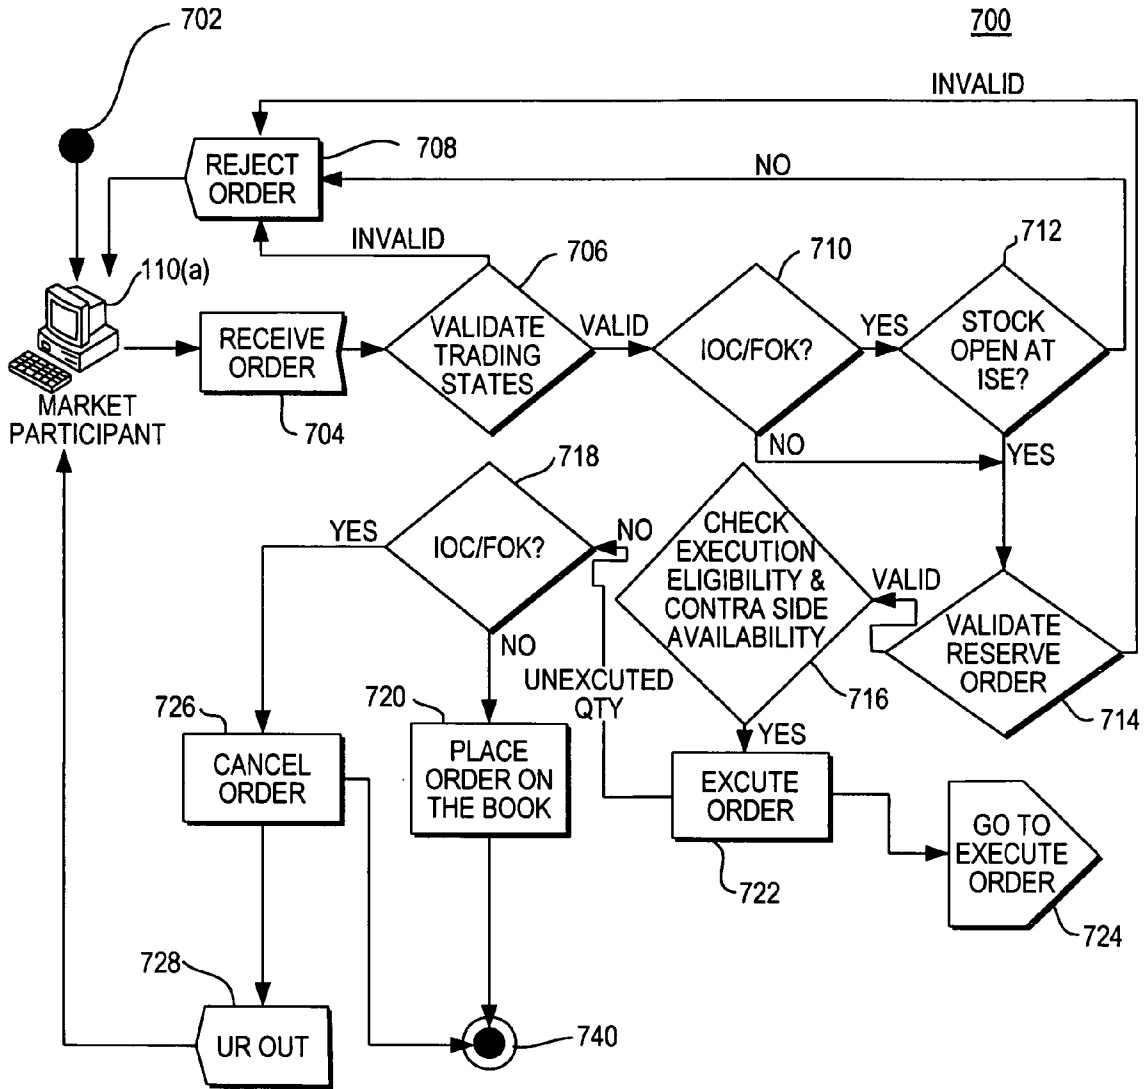 702
700
INVALID
REJECT
ORDER
708
NO
INVALID
706
710
712
110(a)
RECEIVE
ORDER
704
VALIDATE
TRADING
STATES
VALID
IOC/FOK?
YES
STOCK
OPEN AT
ISE?
MARKET
PARTICIPANT
NO
YES
718
YES
IOC/FOK?
NO
NO
CHECK
EXECUTION
ELIGIBILITY &
CONTRA SIDE
AVAILABILITY
716
VALID
VALIDATE
RESERVE
ORDER
714
UNEXCUTED
QTY
726
CANCEL
ORDER
720
PLACE
ORDER ON
THE BOOK
YES
EXCUTE
ORDER
722
GO TO
EXECUTE
ORDER
724
728
UR OUT
740